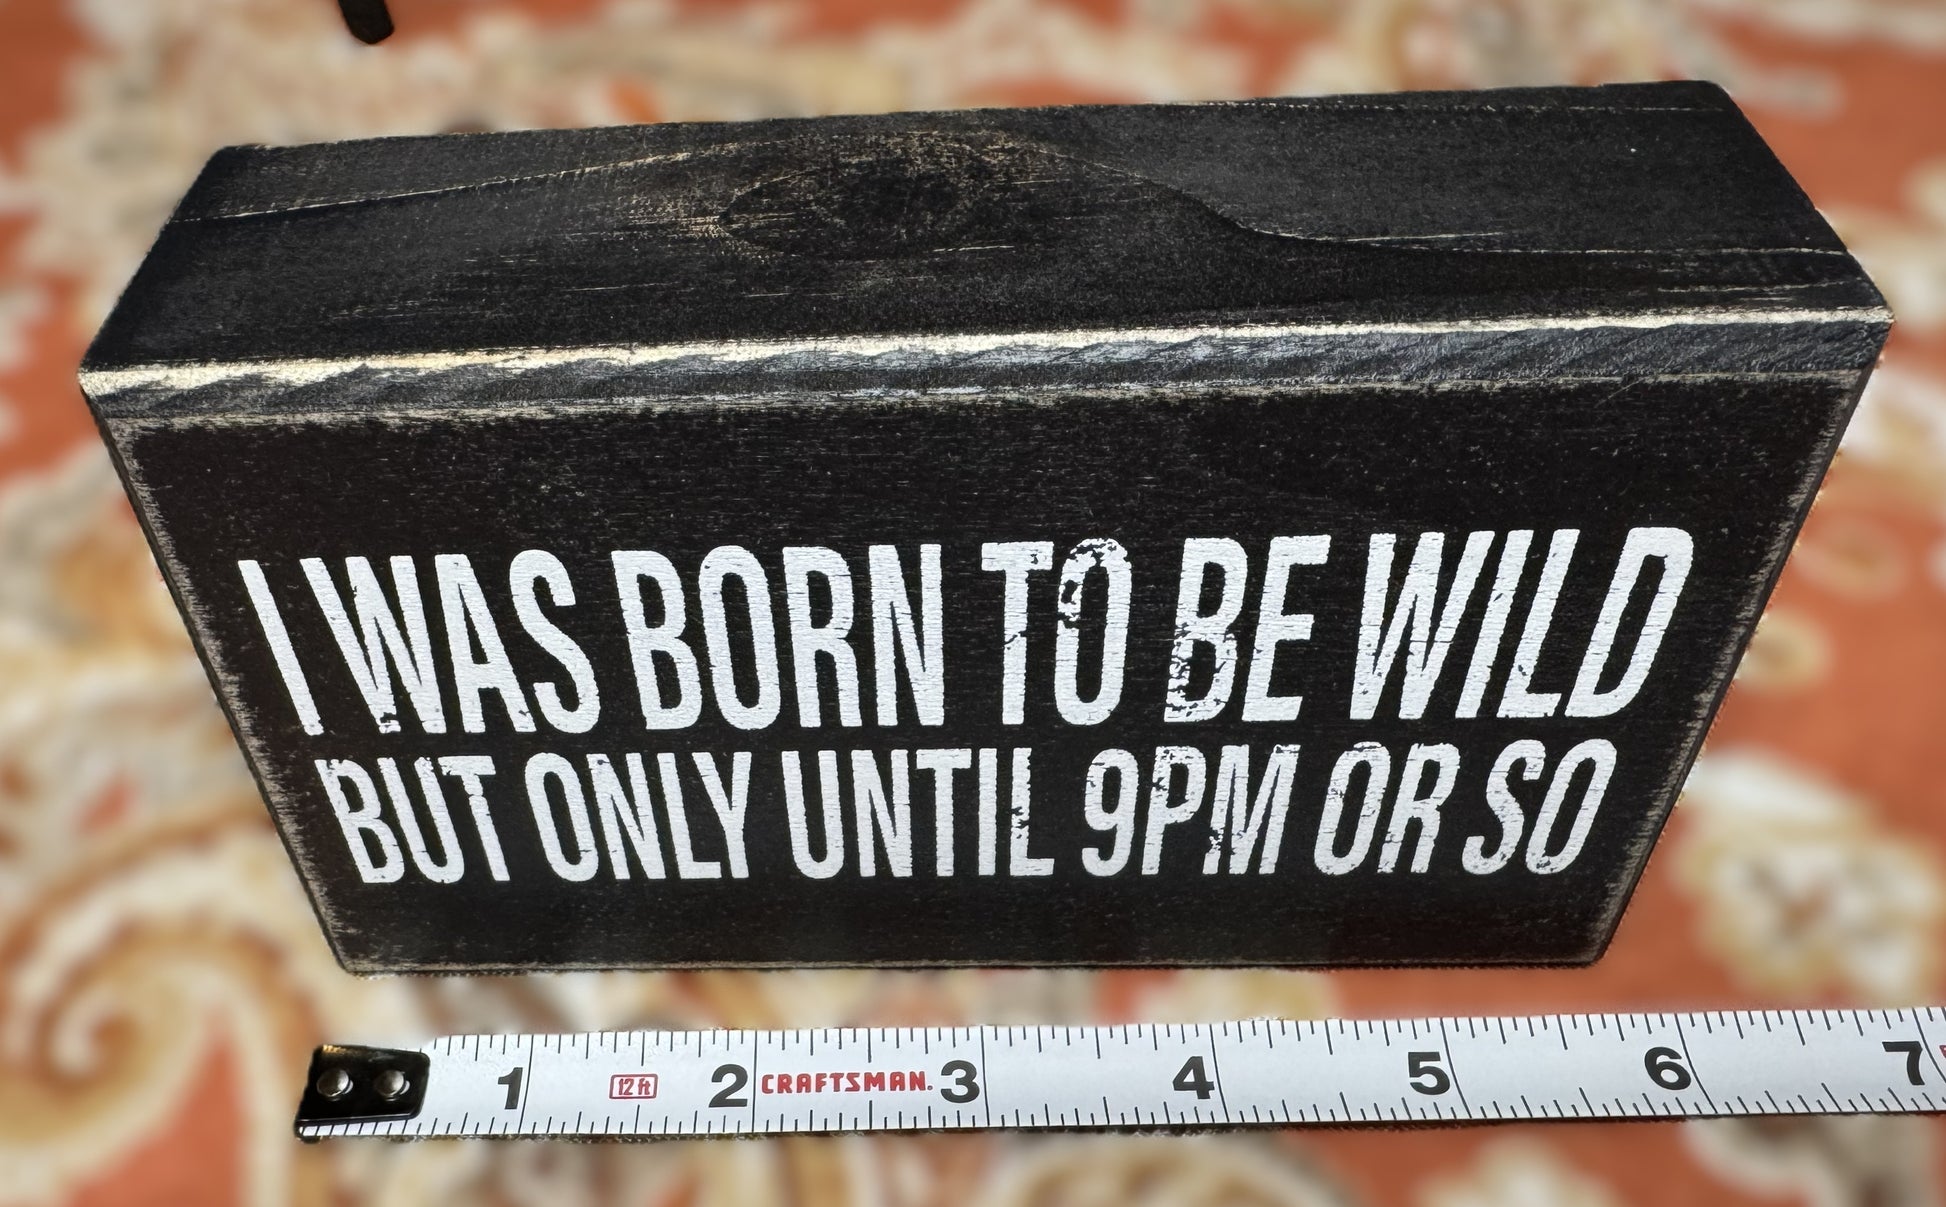 I WAS BORN TO BE WILD
BUT ONLY UNTIL 9PM OR SO
1 12 ft 2 CRAFTSMAN. 3 4 5 6 7